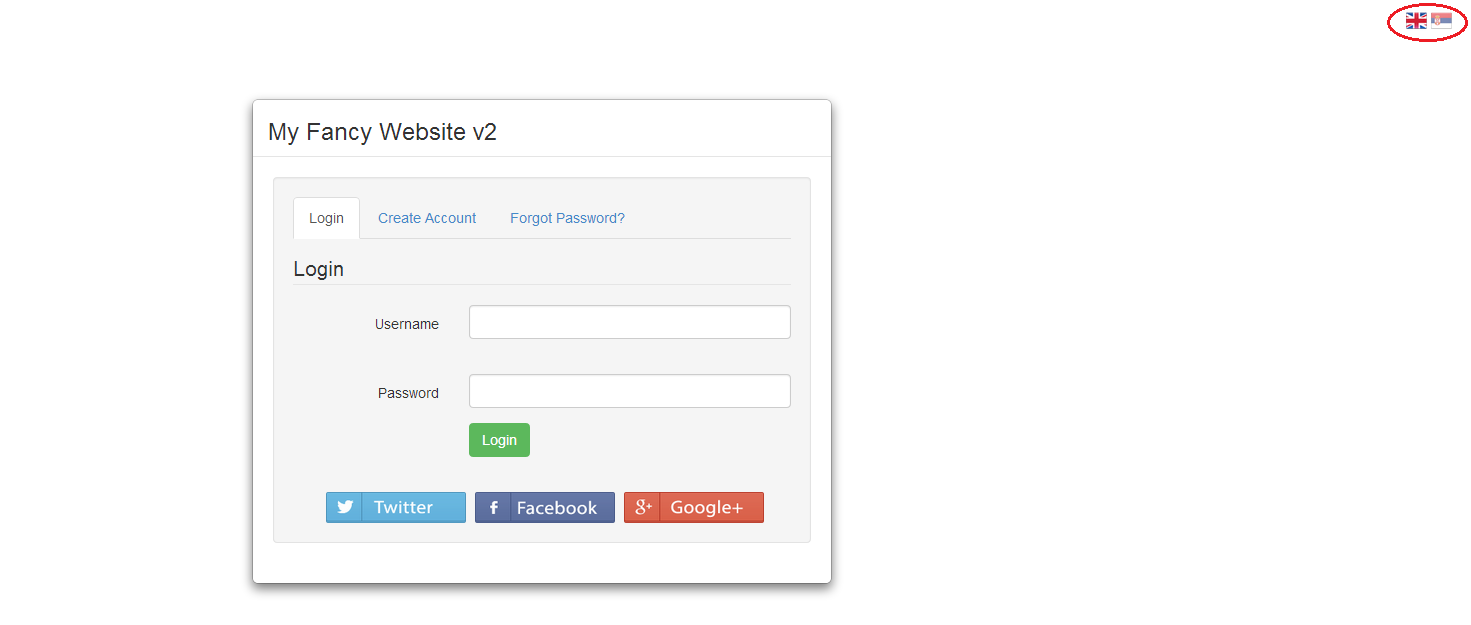 My Fancy Website v2
Login Create Account Forgot Password?
Login
Username
Password
Login
Twitter Facebook Google+